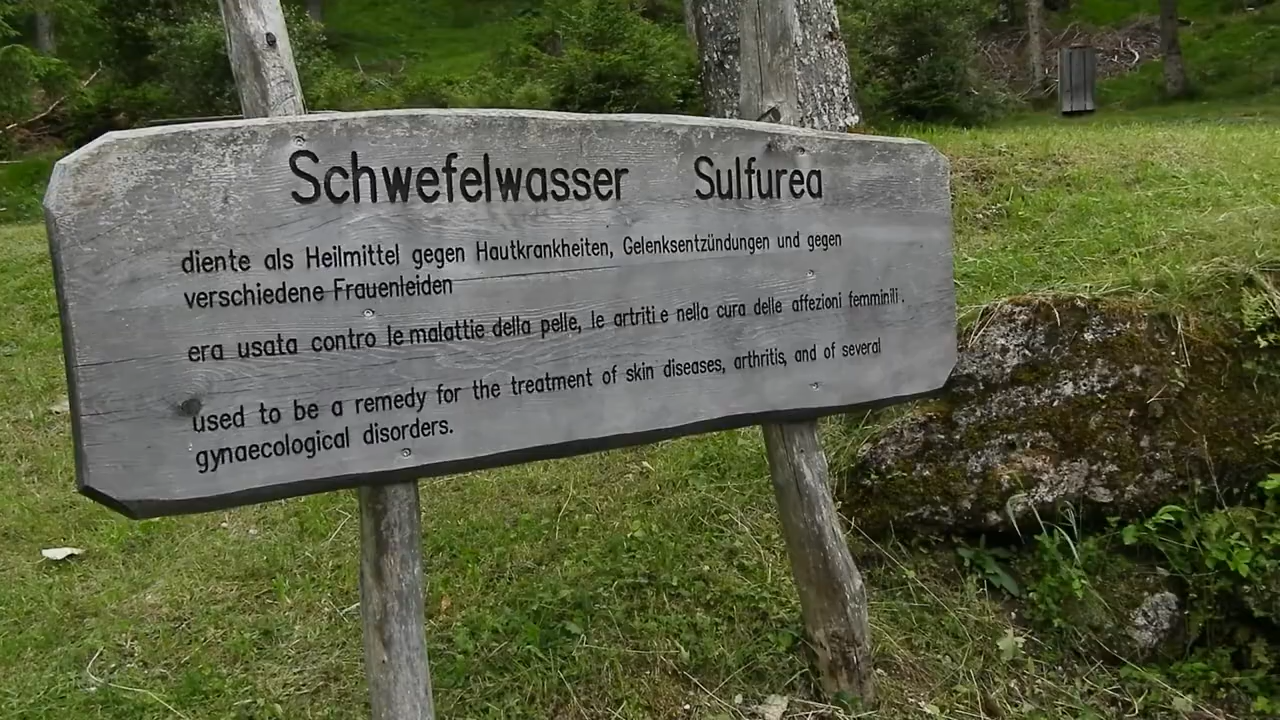 Schwefelwasser Sulfurea
diente als Heilmittel gegen Hautkrankheiten, Gelenksentzündungen und gegen
verschiedene Frauenleiden
era usata contro le malattie della pelle, le artriti e nella cura delle affezioni femminili.
used to be a remedy for the treatment of skin diseases, arthritis, and of several
gynaecological disorders.